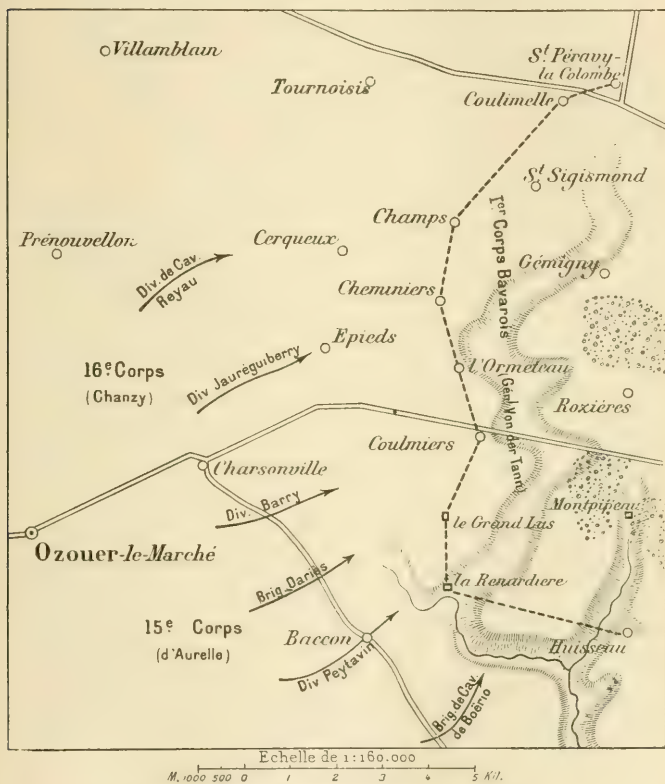 Villamblain
St. Péravy-
la Colombe
Tournoisis
Coulimelle
St. Sigismond
Champs
1er Corps Bavarois
Prénouvellon
Cerqueux
Gémigny
Div. de Cav.
Reyau
Cheminiers
Epieds
16e Corps
(Chanzy)
Div Jauréguiberry
l'Ormeteau
(Gén! Von der Tann)
Roziéres
Coulmiers
Charsonville
Div. Barry
le Grand Lus
Montpipeau
Ozouer-le-Marché
Brig. Dariès
la Renardiere
15e Corps
(d'Aurelle)
Baccon
Huisseau
Div Peytavin
Brig. de Cav.
de Boërio
Echelle de 1:160.000
M. 1000 500 0 1 2 3 4 5 Kil.